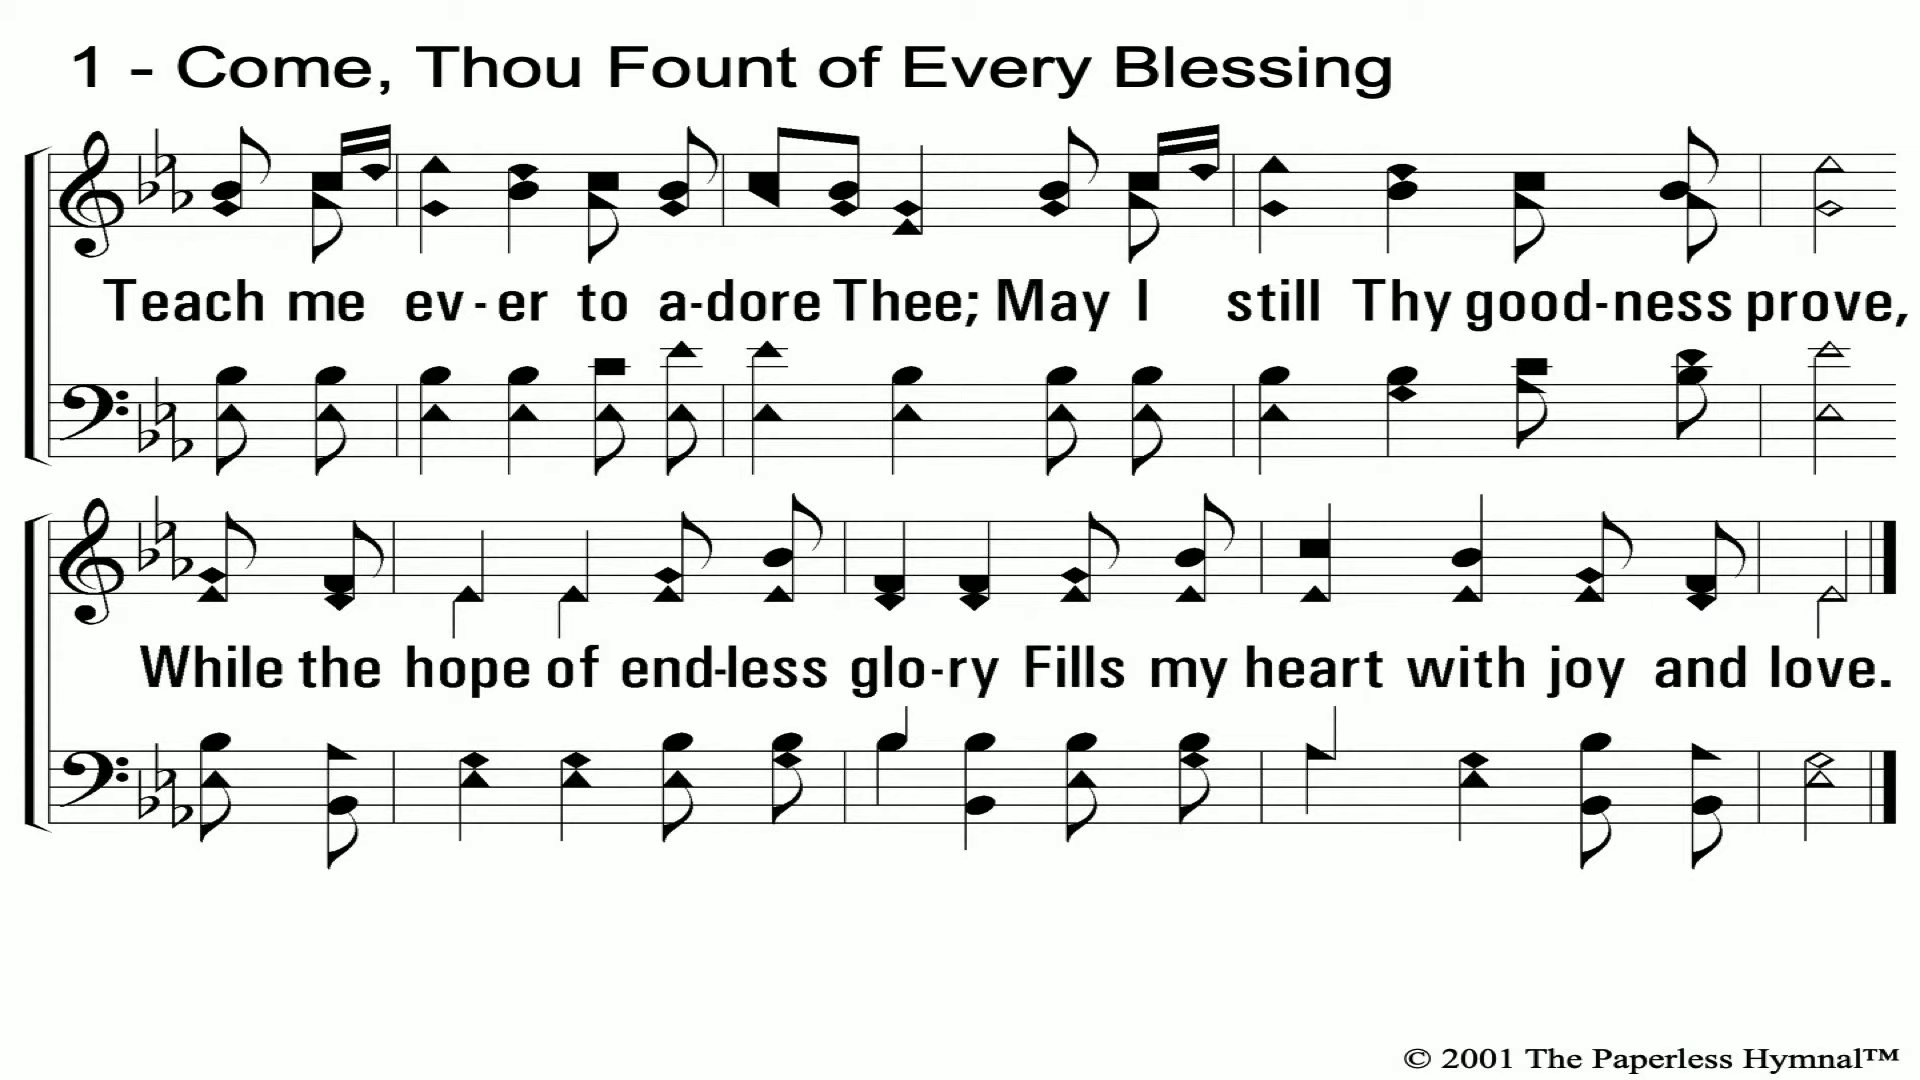 1 - Come, Thou Fount of Every Blessing
Teach me ev-er to a-dore Thee; May I still Thy good-ness prove,
While the hope of end-less glo-ry Fills my heart with joy and love.
© 2001 The Paperless Hymnal™